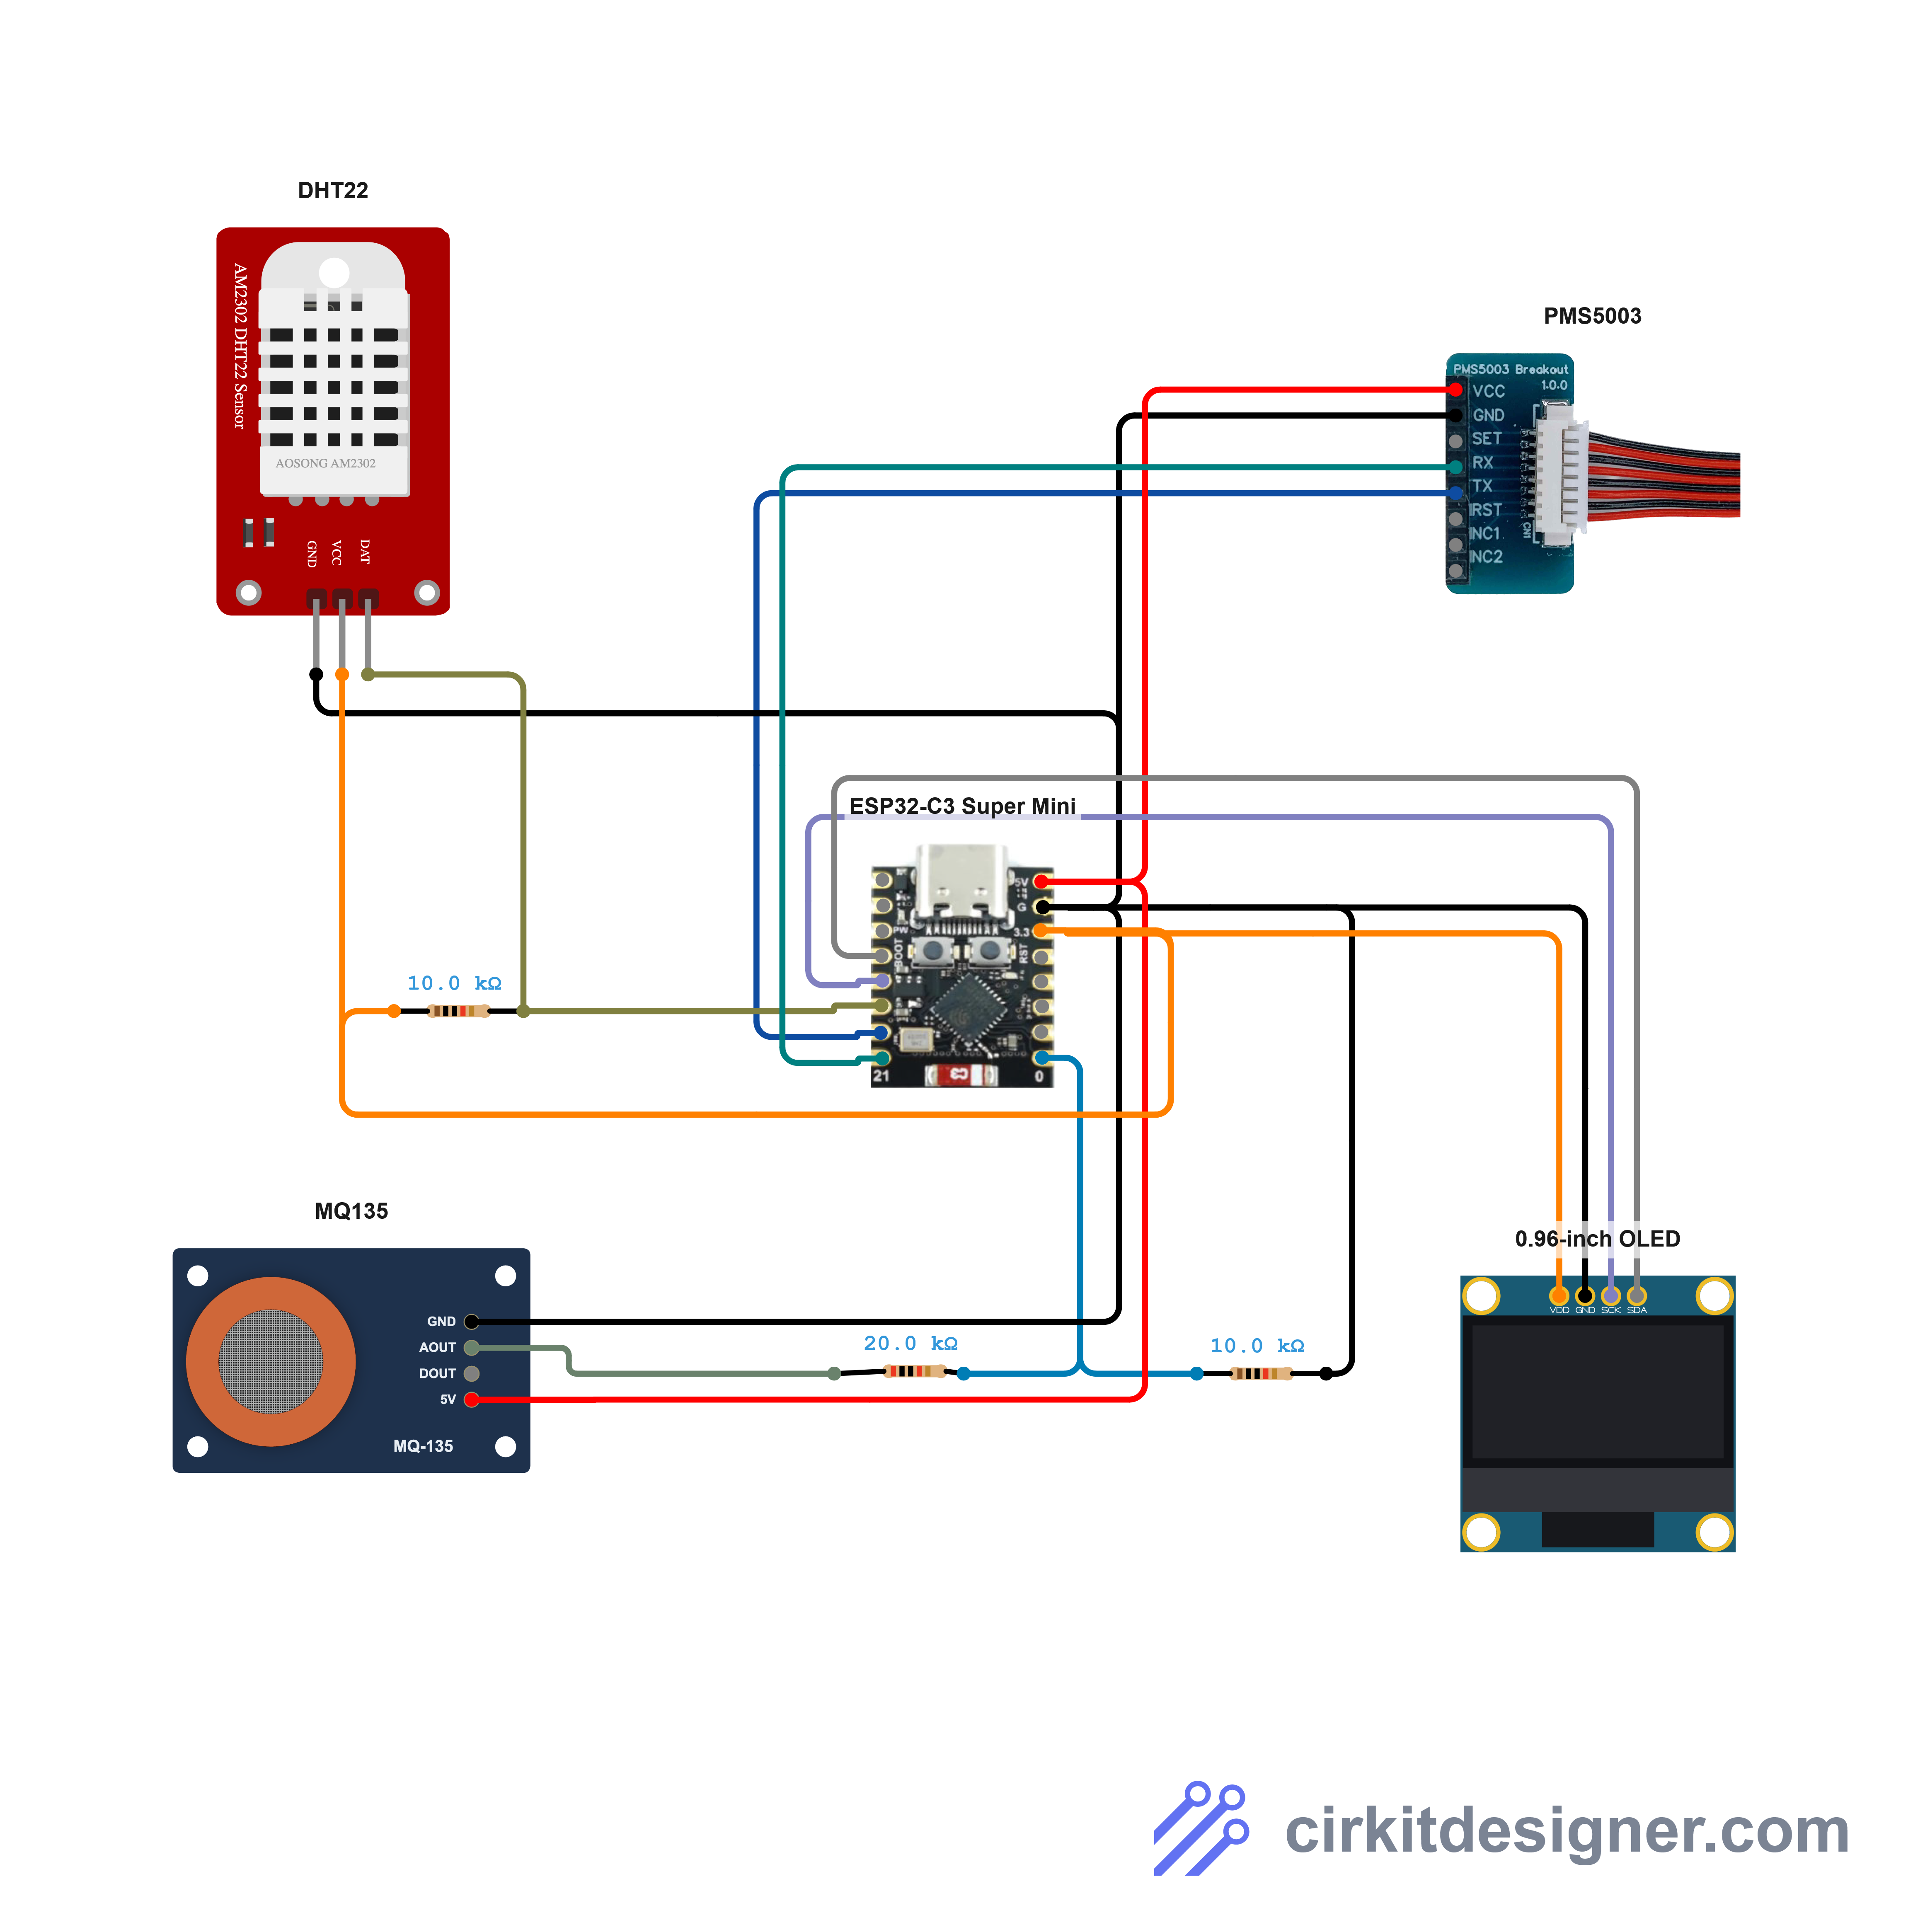 DHT22
AM2302 DHT22 Sensor
AOSONG AM2302
GND
VCC
DAT
PMS5003
PMS5003 Breakout
1.0.0
VCC
GND
SET
RX
TX
RST
NC1
NC2
CN1
ESP32-C3 Super Mini
5V
G
PW
3.3
BOOT
RST
C3
21
0
10.0 kΩ
MQ135
GND
AOUT
DOUT
5V
MQ-135
20.0 kΩ
10.0 kΩ
0.96-inch OLED
VDD GND SCK SDA
cirkitdesigner.com